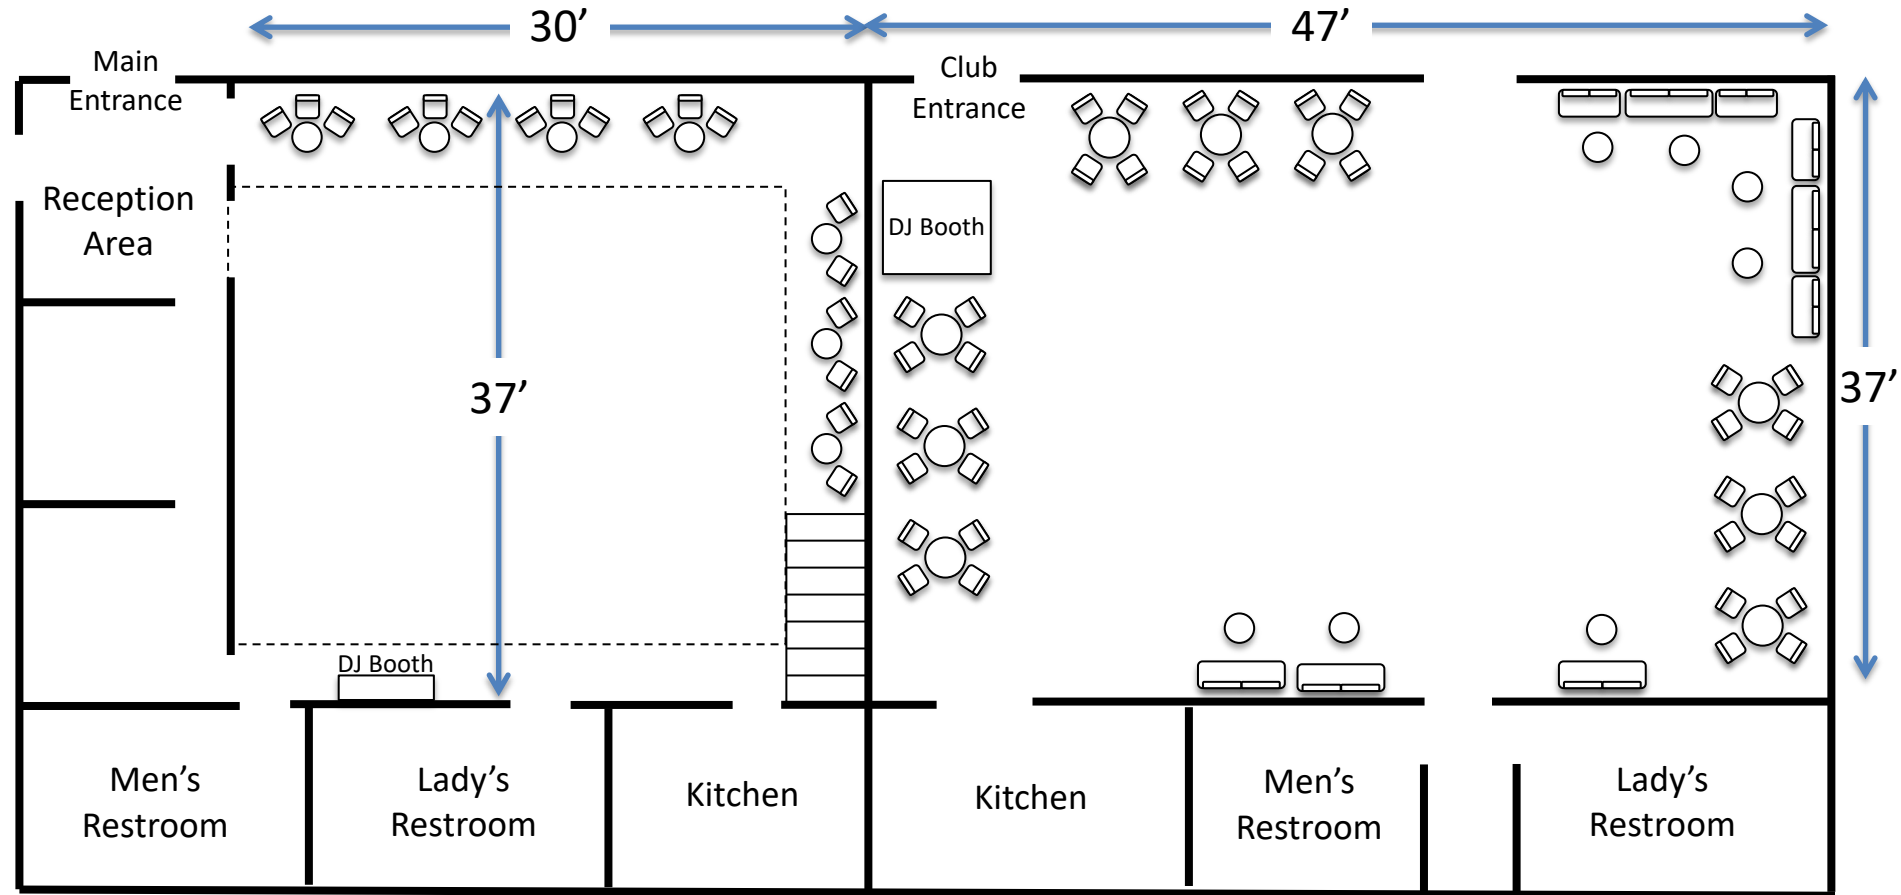 30’
47’
Main
Entrance
Club
Entrance
Reception
Area
DJ Booth
37’
37’
DJ Booth
Men’s
Restroom
Lady’s
Restroom
Kitchen
Kitchen
Men’s
Restroom
Lady’s
Restroom